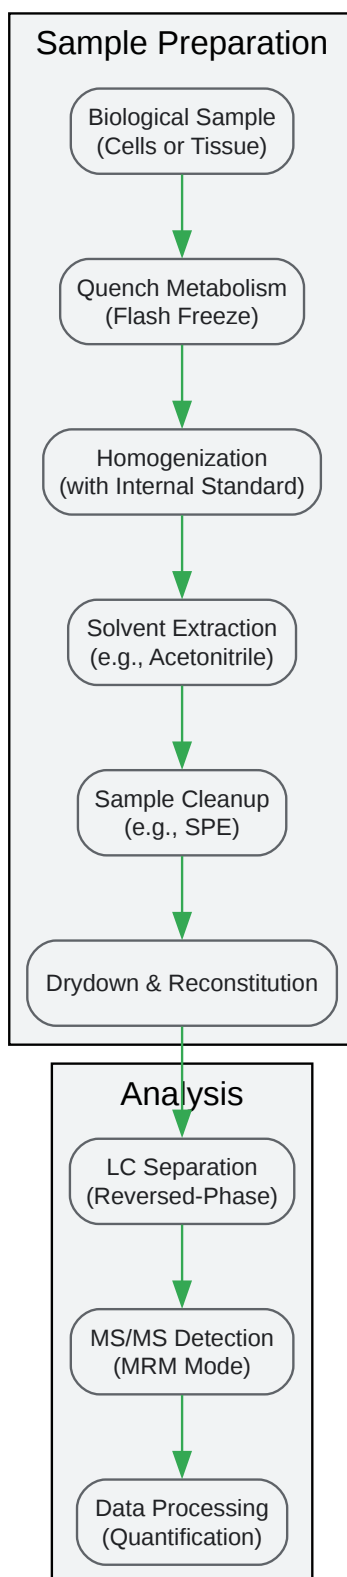 Sample Preparation
Biological Sample
(Cells or Tissue)
Quench Metabolism
(Flash Freeze)
Homogenization
(with Internal Standard)
Solvent Extraction
(e.g., Acetonitrile)
Sample Cleanup
(e.g., SPE)
Drydown & Reconstitution
Analysis
LC Separation
(Reversed-Phase)
MS/MS Detection
(MRM Mode)
Data Processing
(Quantification)